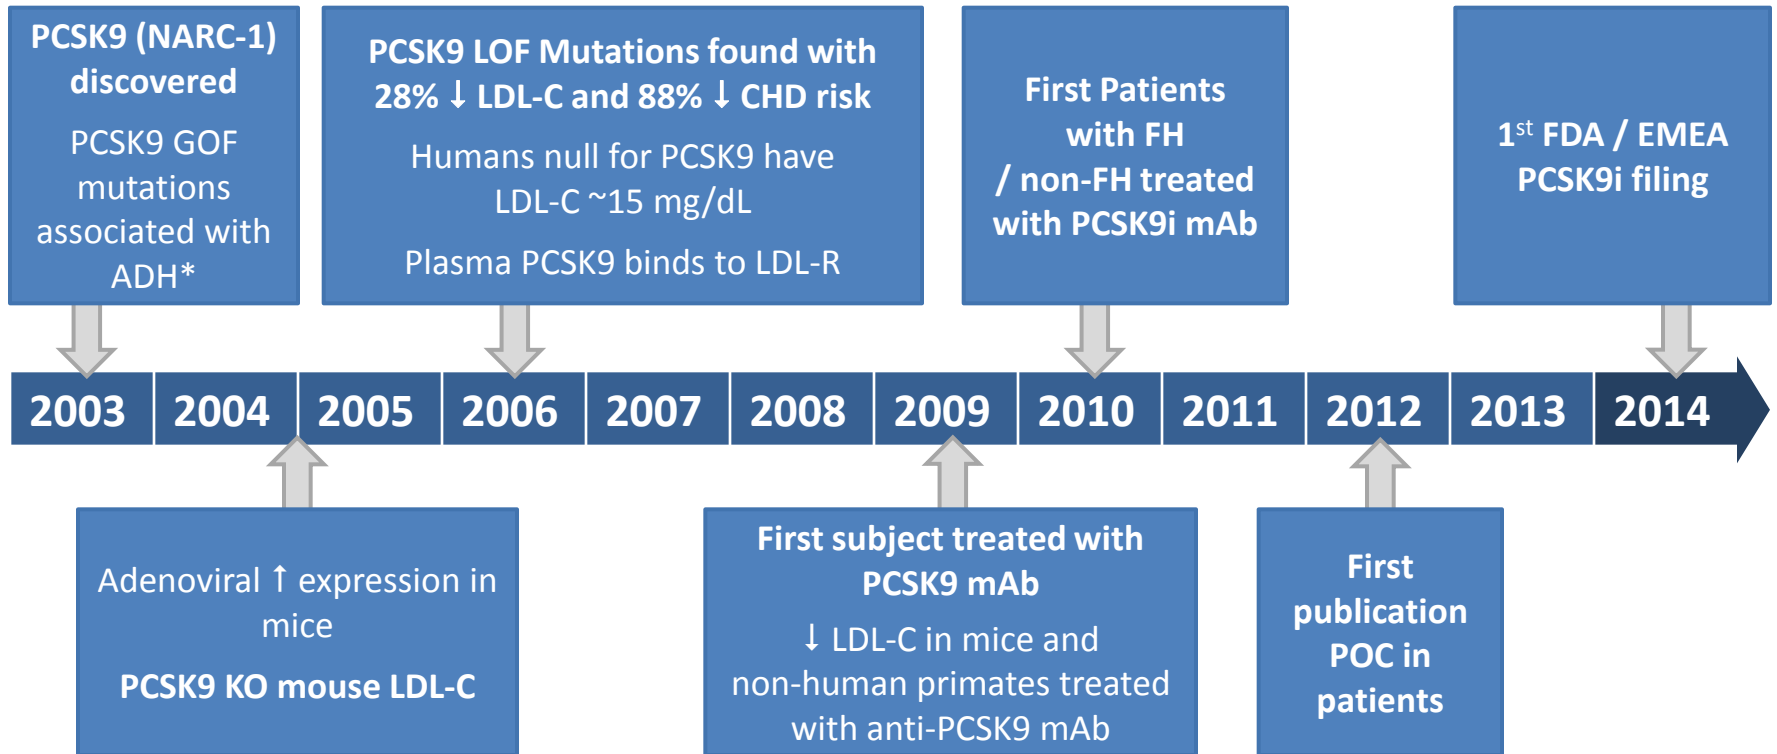 PCSK9 (NARC-1)
discovered
PCSK9 GOF
mutations
associated with
ADH*
PCSK9 LOF Mutations found with
28% ↓ LDL-C and 88% ↓ CHD risk
Humans null for PCSK9 have
LDL-C ~15 mg/dL
Plasma PCSK9 binds to LDL-R
First Patients
with FH
/ non-FH treated
with PCSK9i mAb
1st FDA / EMEA
PCSK9i filing
2003 2004 2005 2006 2007 2008 2009 2010 2011 2012 2013 2014
Adenoviral ↑ expression in
mice
PCSK9 KO mouse LDL-C
First subject treated with
PCSK9 mAb
↓ LDL-C in mice and
non-human primates treated
with anti-PCSK9 mAb
First
publication
POC in
patients